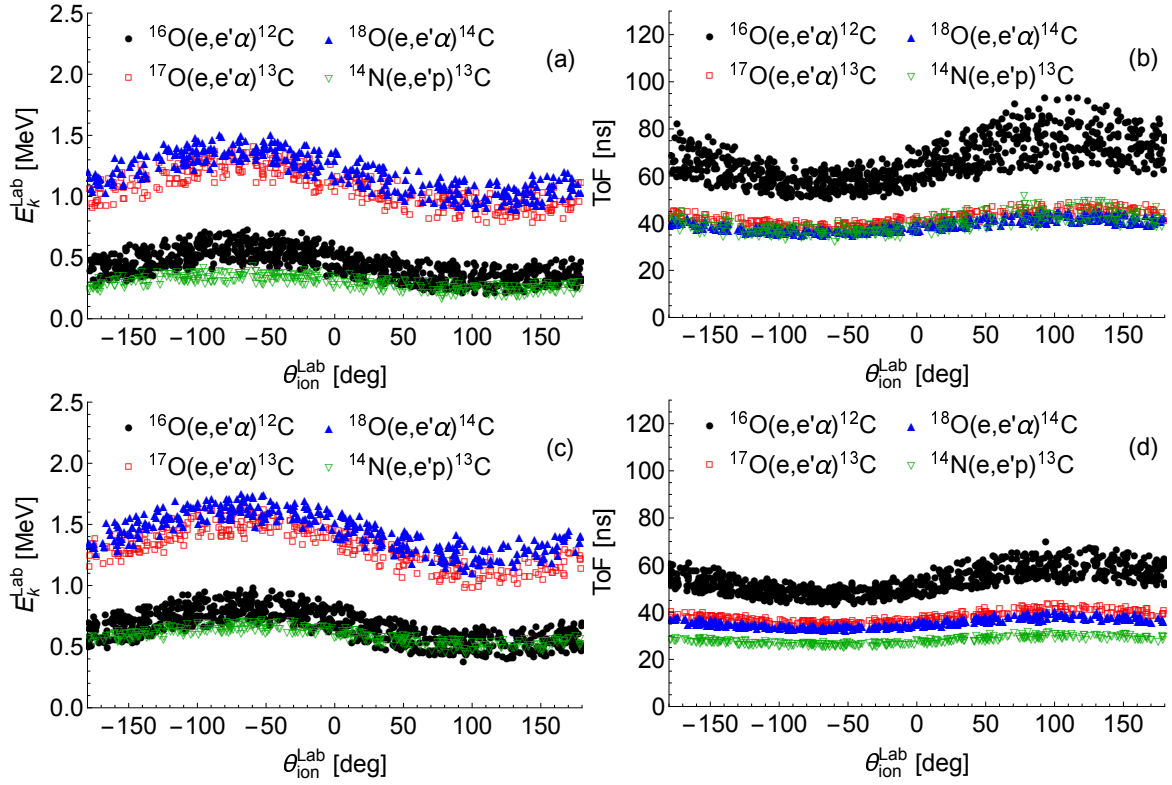 ¹⁶O(e,e'α)¹²C ▲ ¹⁸O(e,e'α)¹⁴C
¹⁷O(e,e'α)¹³C ▽ ¹⁴N(e,e'p)¹³C
(a)
2.5
2.0
1.5
1.0
0.5
0.0
E_k^Lab [MeV]
−150 −100 −50 0 50 100 150
θ_ion^Lab [deg]
¹⁶O(e,e'α)¹²C ▲ ¹⁸O(e,e'α)¹⁴C
¹⁷O(e,e'α)¹³C ▽ ¹⁴N(e,e'p)¹³C
(b)
120
100
80
60
40
20
0
ToF [ns]
−150 −100 −50 0 50 100 150
θ_ion^Lab [deg]
¹⁶O(e,e'α)¹²C ▲ ¹⁸O(e,e'α)¹⁴C
¹⁷O(e,e'α)¹³C ▽ ¹⁴N(e,e'p)¹³C
(c)
2.5
2.0
1.5
1.0
0.5
0.0
E_k^Lab [MeV]
−150 −100 −50 0 50 100 150
θ_ion^Lab [deg]
¹⁶O(e,e'α)¹²C ▲ ¹⁸O(e,e'α)¹⁴C
¹⁷O(e,e'α)¹³C ▽ ¹⁴N(e,e'p)¹³C
(d)
120
100
80
60
40
20
0
ToF [ns]
−150 −100 −50 0 50 100 150
θ_ion^Lab [deg]